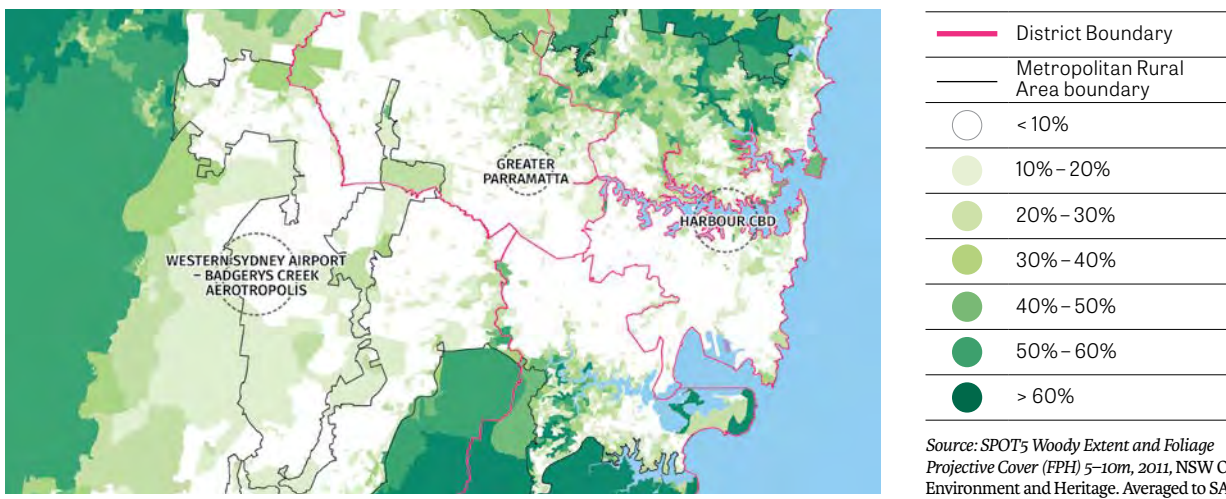 GREATER
PARRAMATTA
HARBOUR CBD
WESTERN SYDNEY AIRPORT
– BADGERYS CREEK
AEROTROPOLIS
District Boundary
Metropolitan Rural
Area boundary
< 10%
10% – 20%
20% – 30%
30% – 40%
40% – 50%
50% – 60%
> 60%
Source: SPOT5 Woody Extent and Foliage
Projective Cover (FPH) 5–10m, 2011, NSW O
Environment and Heritage. Averaged to SA